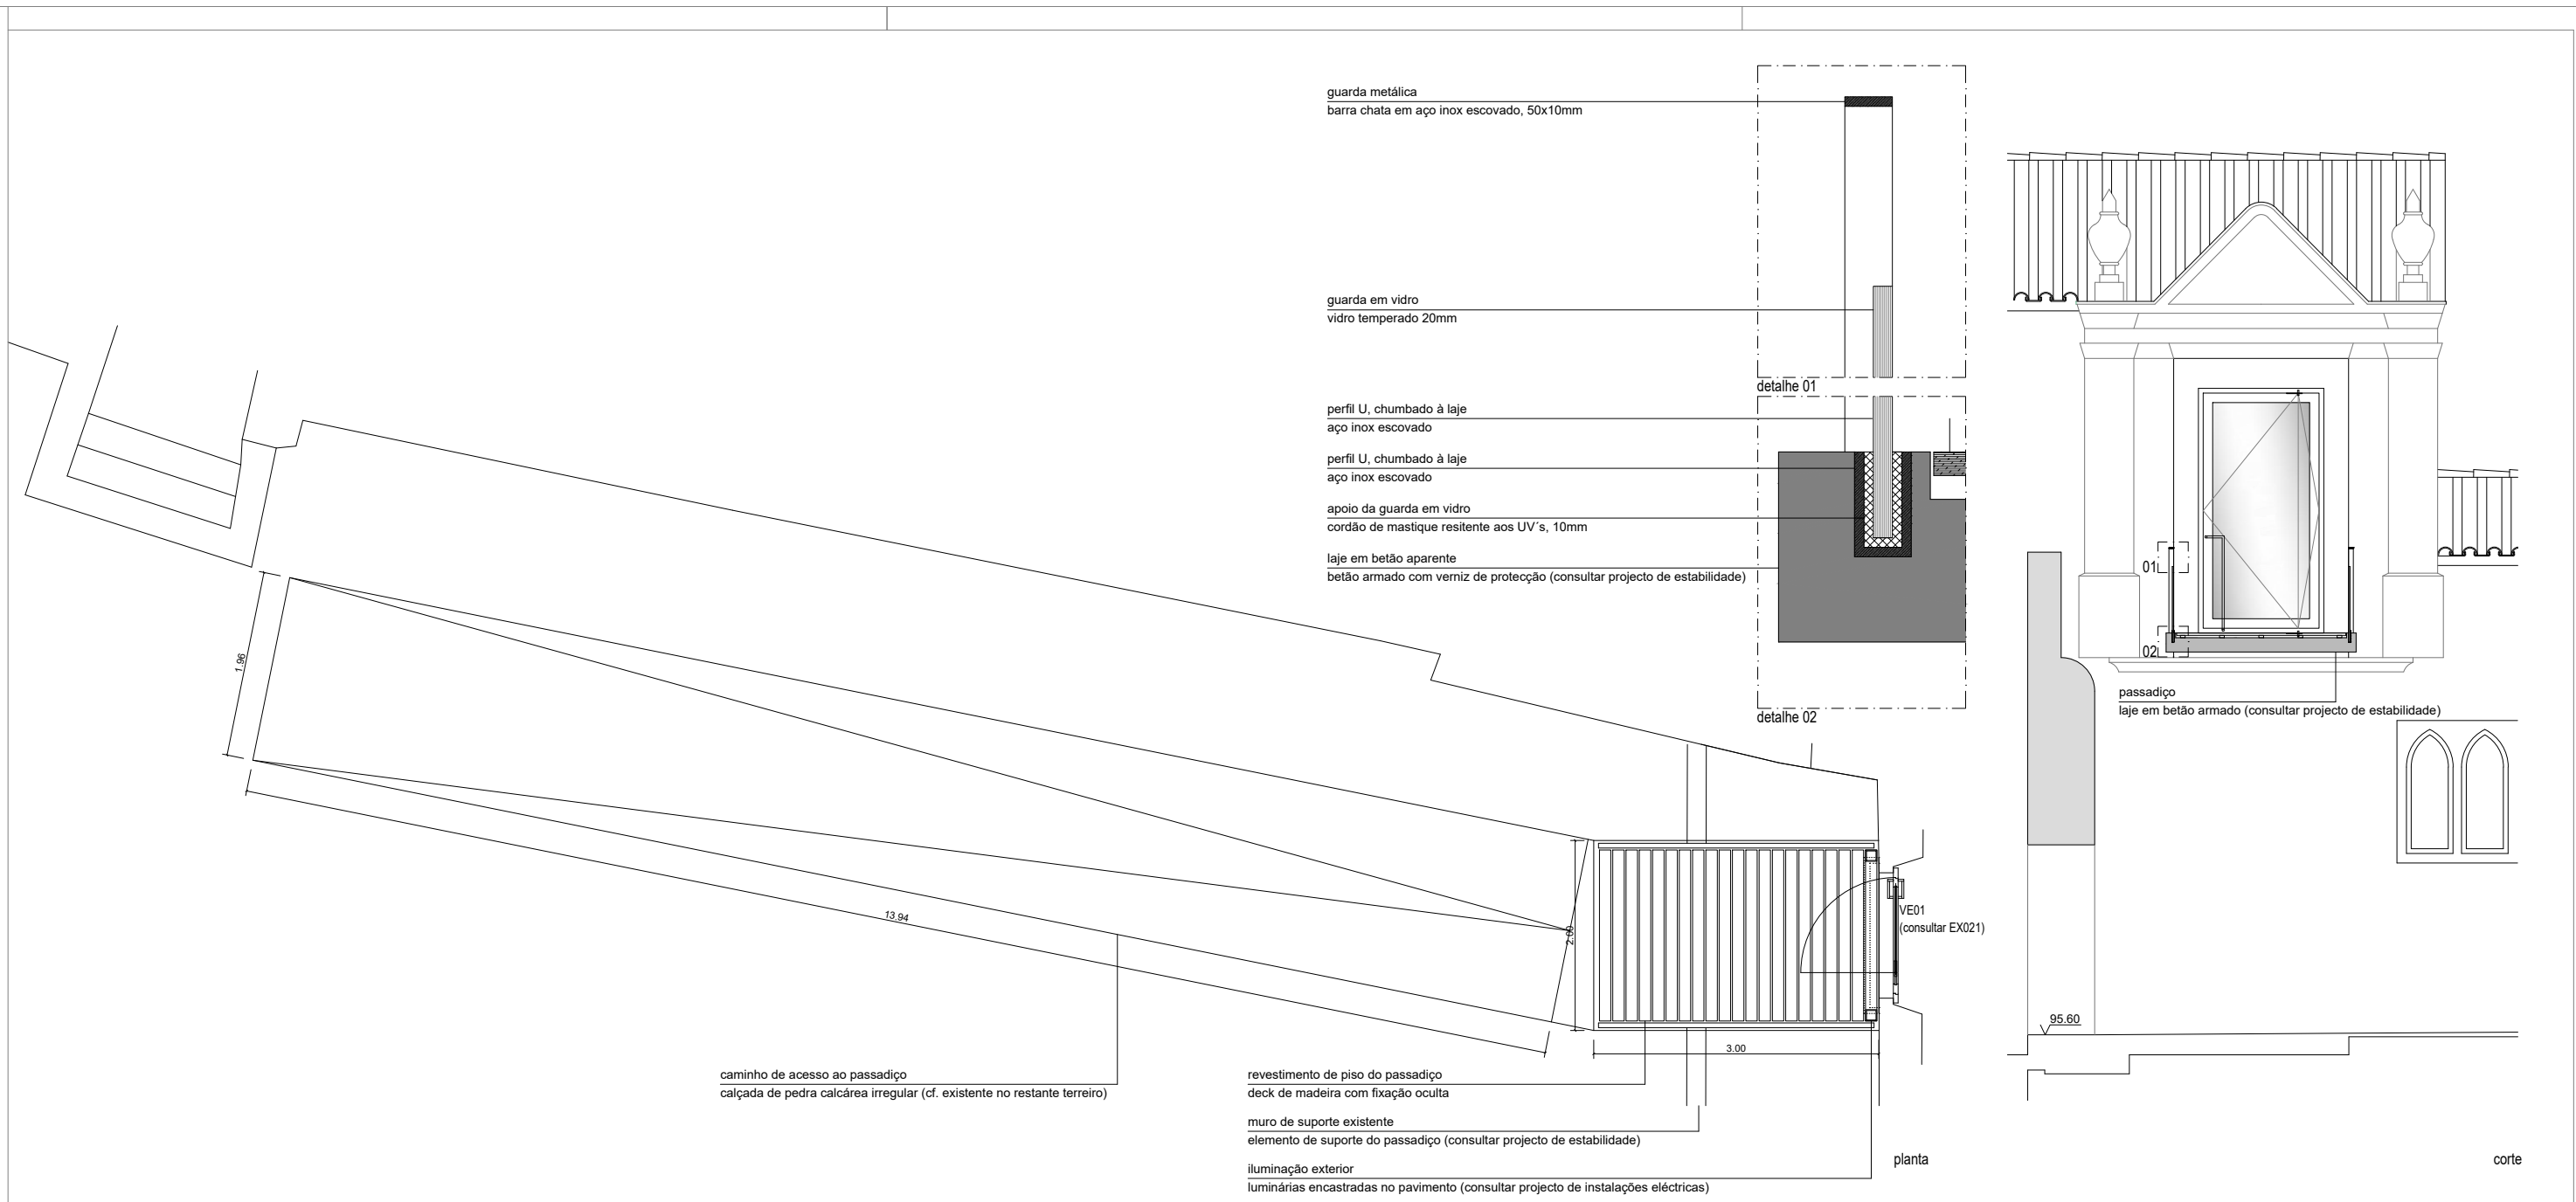 guarda metálica
barra chata em aço inox escovado, 50x10mm
guarda em vidro
vidro temperado 20mm
detalhe 01
perfil U, chumbado à laje
aço inox escovado
perfil U, chumbado à laje
aço inox escovado
apoio da guarda em vidro
cordão de mastique resitente aos UV´s, 10mm
laje em betão aparente
betão armado com verniz de protecção (consultar projecto de estabilidade)
detalhe 02
01
02
passadiço
laje em betão armado (consultar projecto de estabilidade)
95.60
corte
1.96
13.94
2.00
3.00
VE01
(consultar EX021)
caminho de acesso ao passadiço
calçada de pedra calcárea irregular (cf. existente no restante terreiro)
revestimento de piso do passadiço
deck de madeira com fixação oculta
muro de suporte existente
elemento de suporte do passadiço (consultar projecto de estabilidade)
iluminação exterior
luminárias encastradas no pavimento (consultar projecto de instalações eléctricas)
planta